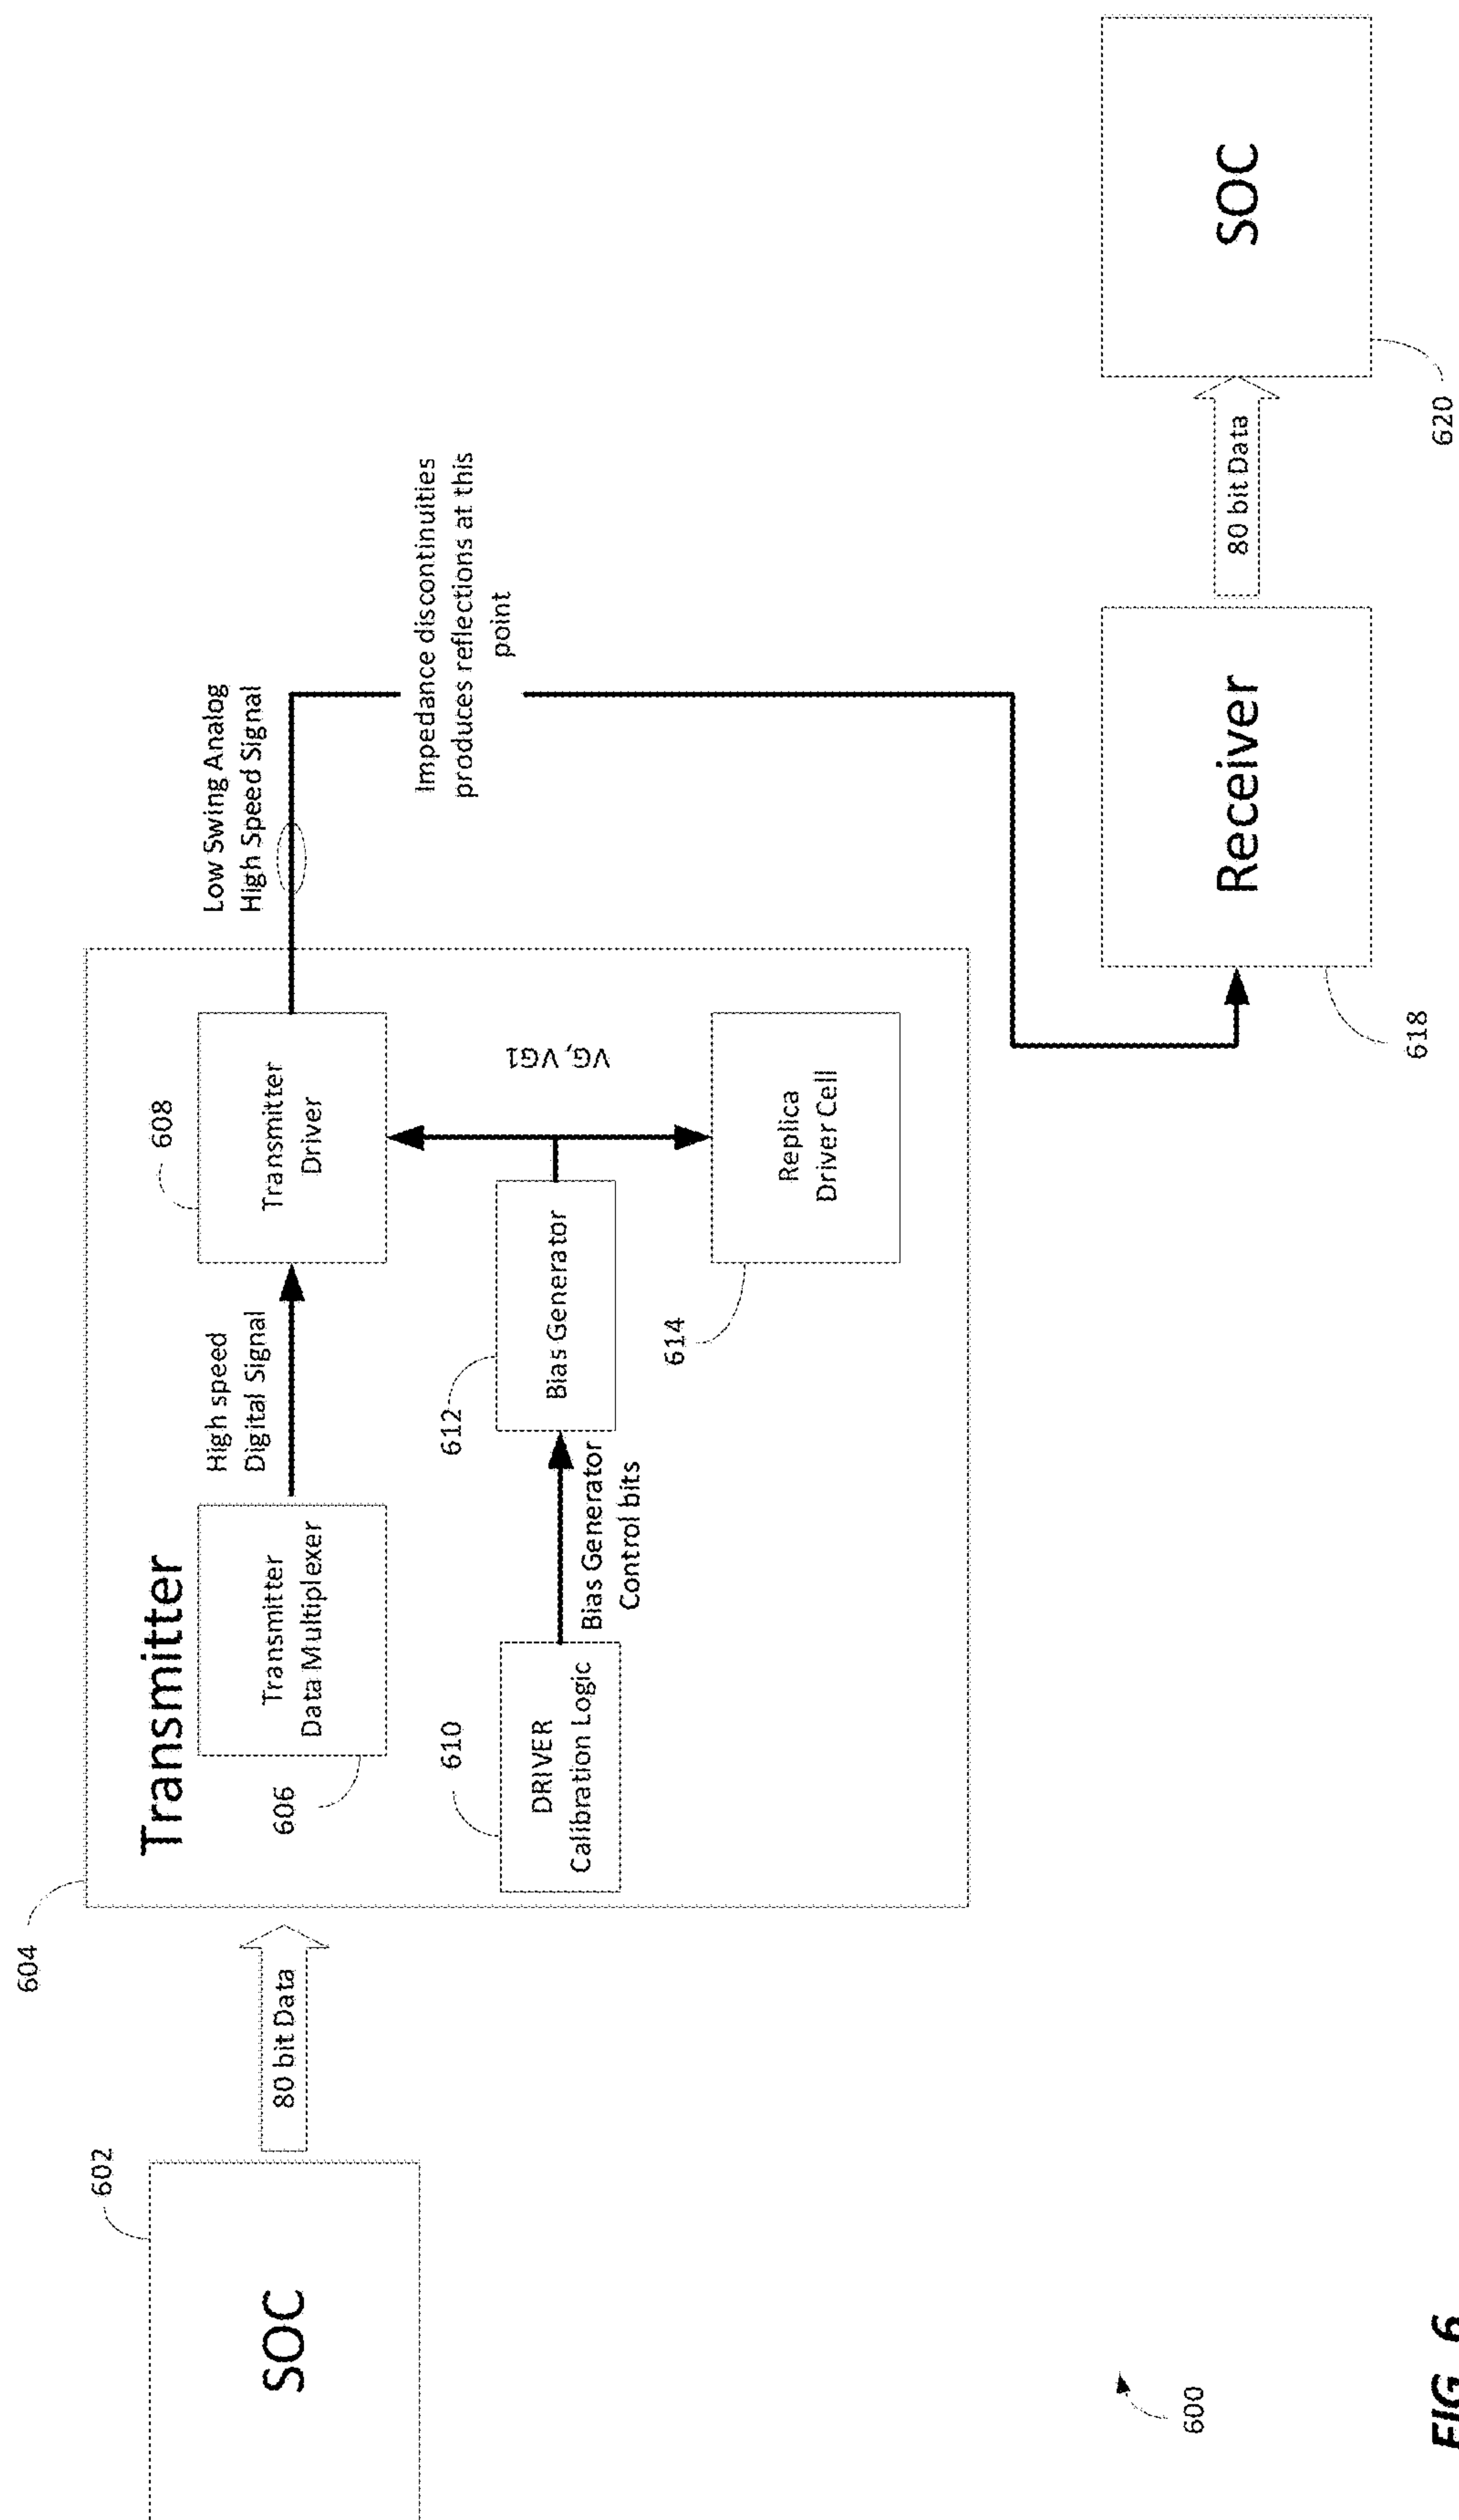 604
Transmitter
602
SOC
80 bit Data
606
Transmitter
Data Multiplexer
High speed
Digital Signal
608
Transmitter
Driver
Low Swing Analog
High Speed Signal
Impedance discontinuities
produces reflections at this
point
610
DRIVER
Calibration Logic
Bias Generator
Control bits
612
Bias Generator
VG, VG1
614
Replica
Driver Cell
618
Receiver
80 bit Data
SOC
620
600
FIG. 6